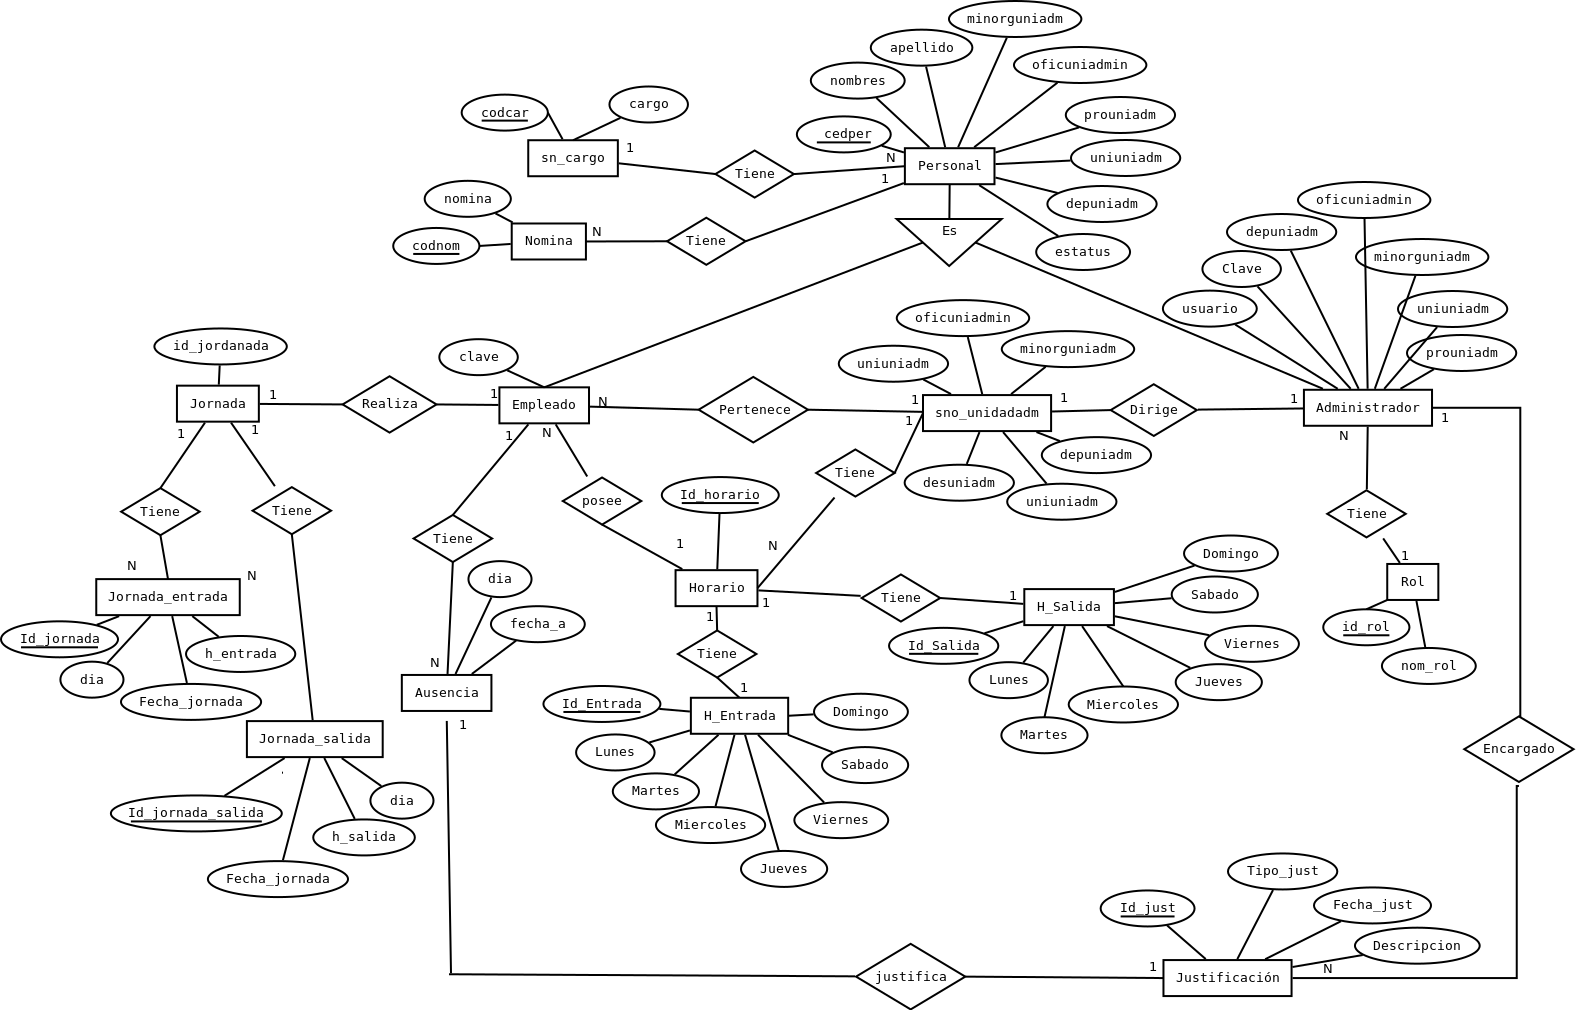 minorguniadm
apellido
oficuniadmin
nombres
codcar
cargo
prouniadm
cedper
1
Tiene
N
Personal
uniuniadm
sn_cargo
1
nomina
depuniadm
oficuniadmin
Nomina
N
Tiene
Es
depuniadm
codnom
estatus
minorguniadm
Clave
usuario
uniuniadm
oficuniadmin
id_jordanada
clave
uniuniadm
minorguniadm
prouniadm
Jornada
1
Realiza
1
Empleado
N
Pertenece
1
sno_unidadadm
1
Dirige
1
Administrador
1
1
1
1
N
1
N
Tiene
depuniadm
desuniadm
uniuniadm
posee
Id_horario
Tiene
Tiene
Tiene
Tiene
1
N
1
Domingo
N
N
dia
Rol
Jornada_entrada
Horario
Tiene
1
H_Salida
Sabado
1
1
fecha_a
id_rol
Id_jornada
h_entrada
Tiene
Id_Salida
Viernes
nom_rol
dia
N
Lunes
Jueves
Fecha_jornada
Ausencia
1
Id_Entrada
H_Entrada
Domingo
Miercoles
1
Martes
Jornada_salida
Lunes
Sabado
Encargado
Martes
dia
Id_jornada_salida
Miercoles
Viernes
h_salida
Jueves
Fecha_jornada
Tipo_just
Id_just
Fecha_just
Descripcion
justifica
1
Justificación
N